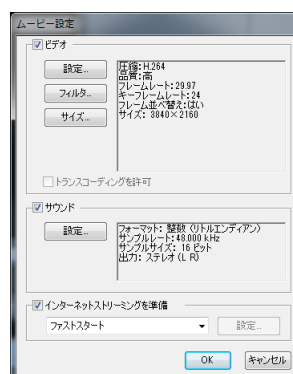 ムービー設定
ビデオ
設定...
圧縮: H.264
品質: 高
フレームレート: 29.97
キーフレームレート: 24
フレーム並べ替え: はい
サイズ: 3840×2160
フィルタ...
サイズ...
トランスコーディングを許可
サウンド
設定...
フォーマット: 整数 (リトルエンディアン)
サンプルレート: 48.000 kHz
サンプルサイズ: 16 ビット
出力: ステレオ (L R)
インターネットストリーミングを準備
ファストスタート
設定...
OK
キャンセル